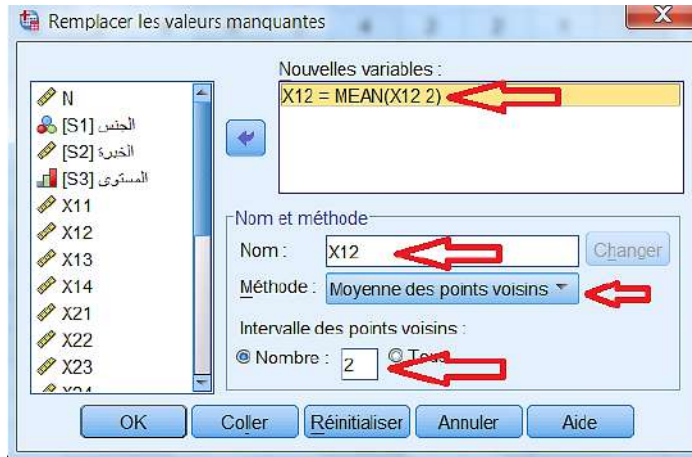 Remplacer les valeurs manquantes
Nouvelles variables :
X12 = MEAN(X12 2)
N
الجنس [S1]
الخبرة [S2]
المستوى [S3]
X11
X12
X13
X14
X21
X22
X23
Nom et méthode
Nom : X12 Changer
Méthode : Moyenne des points voisins
Intervalle des points voisins :
Nombre : 2
OK Coller Réinitialiser Annuler Aide